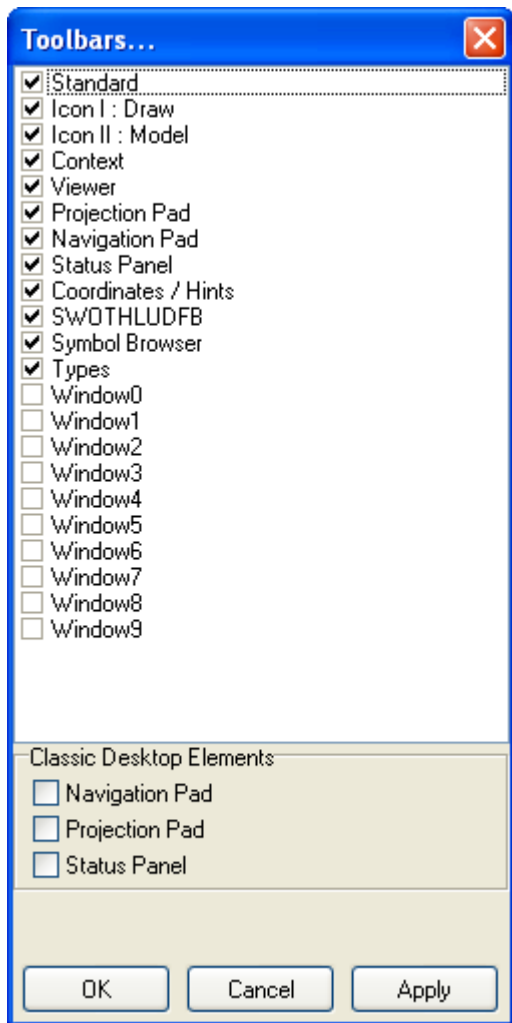 Toolbars...
Standard
Icon I : Draw
Icon II : Model
Context
Viewer
Projection Pad
Navigation Pad
Status Panel
Coordinates / Hints
SWOTHLUDFB
Symbol Browser
Types
Window0
Window1
Window2
Window3
Window4
Window5
Window6
Window7
Window8
Window9
Classic Desktop Elements
Navigation Pad
Projection Pad
Status Panel
OK Cancel Apply